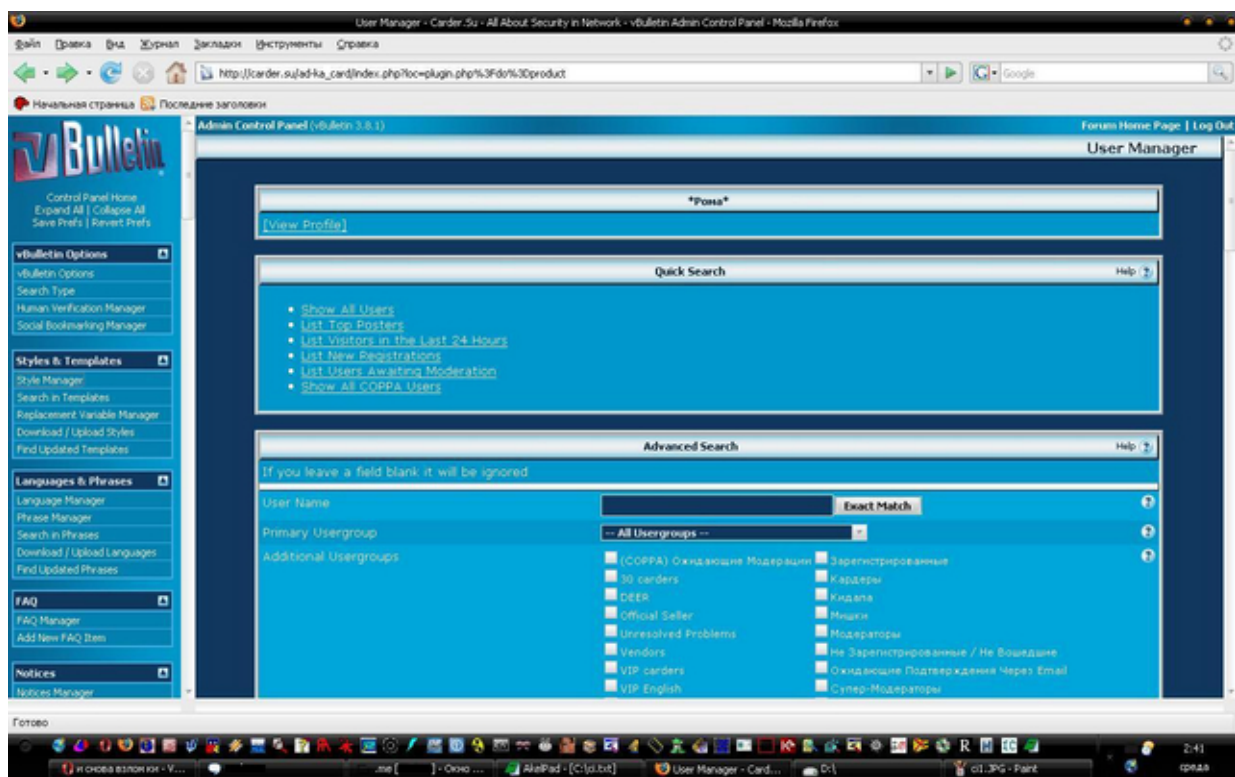 User Manager - Carder.Su - All About Security in Network - vBulletin Admin Control Panel - Mozilla Firefox
Файл Правка Вид Журнал Закладки Инструменты Справка
http://carder.su/ad-ka_card/index.php?loc=plugin.php%3Fdo%3Dproduct
Google
Начальная страница Последние заголовки
vBulletin
Admin Control Panel (vBulletin 3.8.1)
Forum Home Page | Log Out
User Manager
Control Panel Home
Expand All | Collapse All
Save Prefs | Revert Prefs
vBulletin Options
vBulletin Options
Search Type
Human Verification Manager
Social Bookmarking Manager
Styles & Templates
Style Manager
Search in Templates
Replacement Variable Manager
Download / Upload Styles
Find Updated Templates
Languages & Phrases
Language Manager
Phrase Manager
Search in Phrases
Download / Upload Languages
Find Updated Phrases
FAQ
FAQ Manager
Add New FAQ Item
Notices
Notices Manager
*Рома*
[View Profile]
Quick Search
Help
Show All Users
List Top Posters
List Visitors in the Last 24 Hours
List New Registrations
List Users Awaiting Moderation
Show All COPPA Users
Advanced Search
Help
If you leave a field blank it will be ignored
User Name
Exact Match
Primary Usergroup
-- All Usergroups --
Additional Usergroups
(COPPA) Ожидающие Модерации Зарегистрированные
30 carders Кардеры
DEER Кидала
Official Seller Мишки
Unresolved Problems Модераторы
Vendors Не Зарегистрированные / Не Вошедшие
VIP carders Ожидающие Подтверждения Через Email
VIP English Супер-Модераторы
Готово
2:41
и снова взломки - V...
.me [ ] - Окно ...
AkelPad - [C:\ci.txt]
User Manager - Card...
D:\
ci1.JPG - Paint
среда